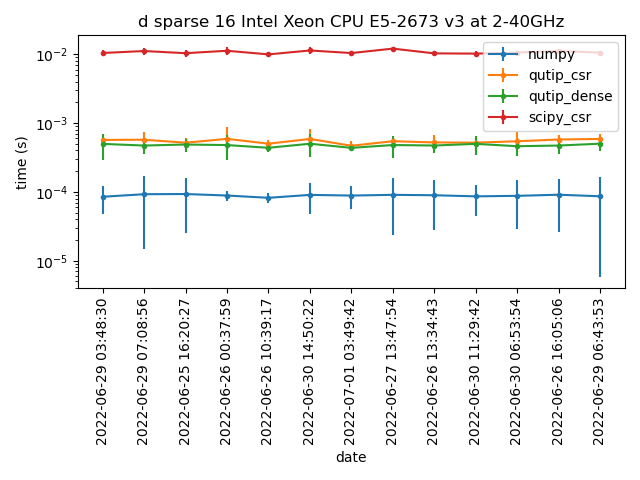 d sparse 16 Intel Xeon CPU E5-2673 v3 at 2-40GHz
time (s)
10⁻²
10⁻³
10⁻⁴
10⁻⁵
numpy
qutip_csr
qutip_dense
scipy_csr
2022-06-29 03:48:30
2022-06-29 07:08:56
2022-06-25 16:20:27
2022-06-26 00:37:59
2022-06-26 10:39:17
2022-06-30 14:50:22
2022-07-01 03:49:42
2022-06-27 13:47:54
2022-06-26 13:34:43
2022-06-30 11:29:42
2022-06-30 06:53:54
2022-06-26 16:05:06
2022-06-29 06:43:53
date